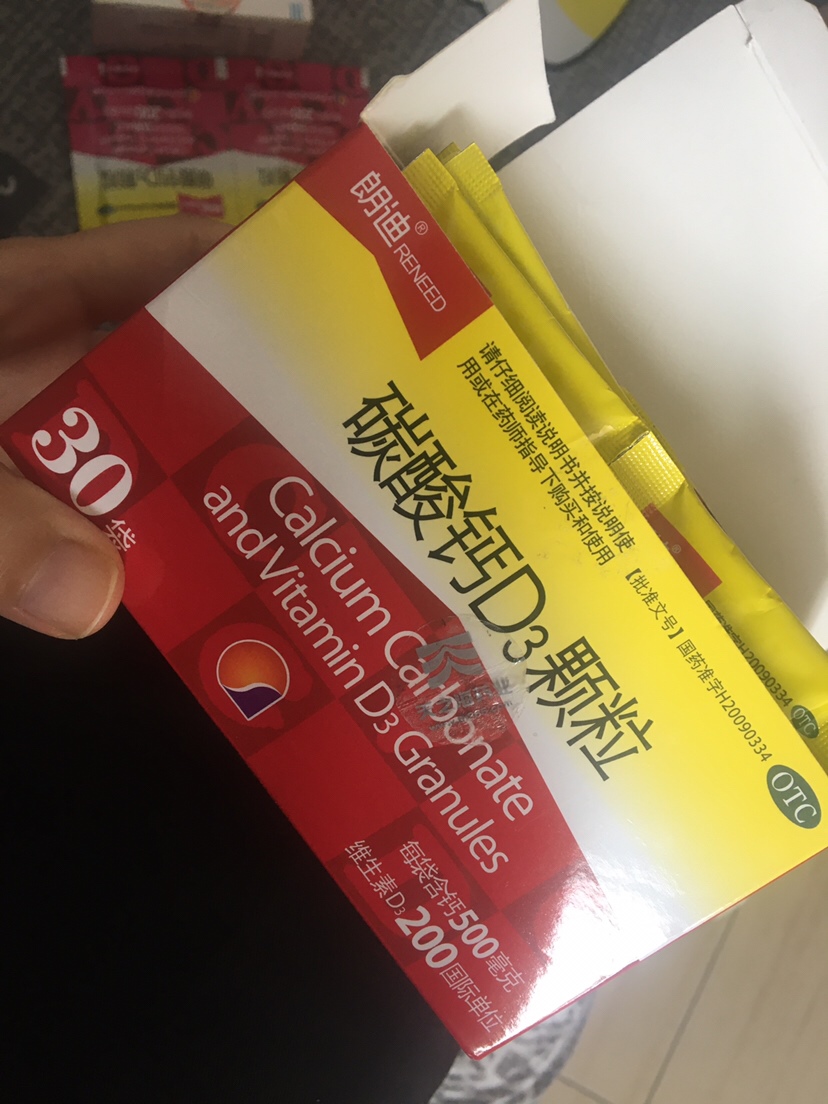 朗迪®
RENEED
请仔细阅读说明书并按说明使
用或在药师指导下购买和使用
【批准文号】国药准字H20090334
OTC
碳酸钙D3颗粒
Calcium Carbonate
and Vitamin D3 Granules
30袋
每袋含钙500毫克
维生素D3200国际单位
H20090334
OTC